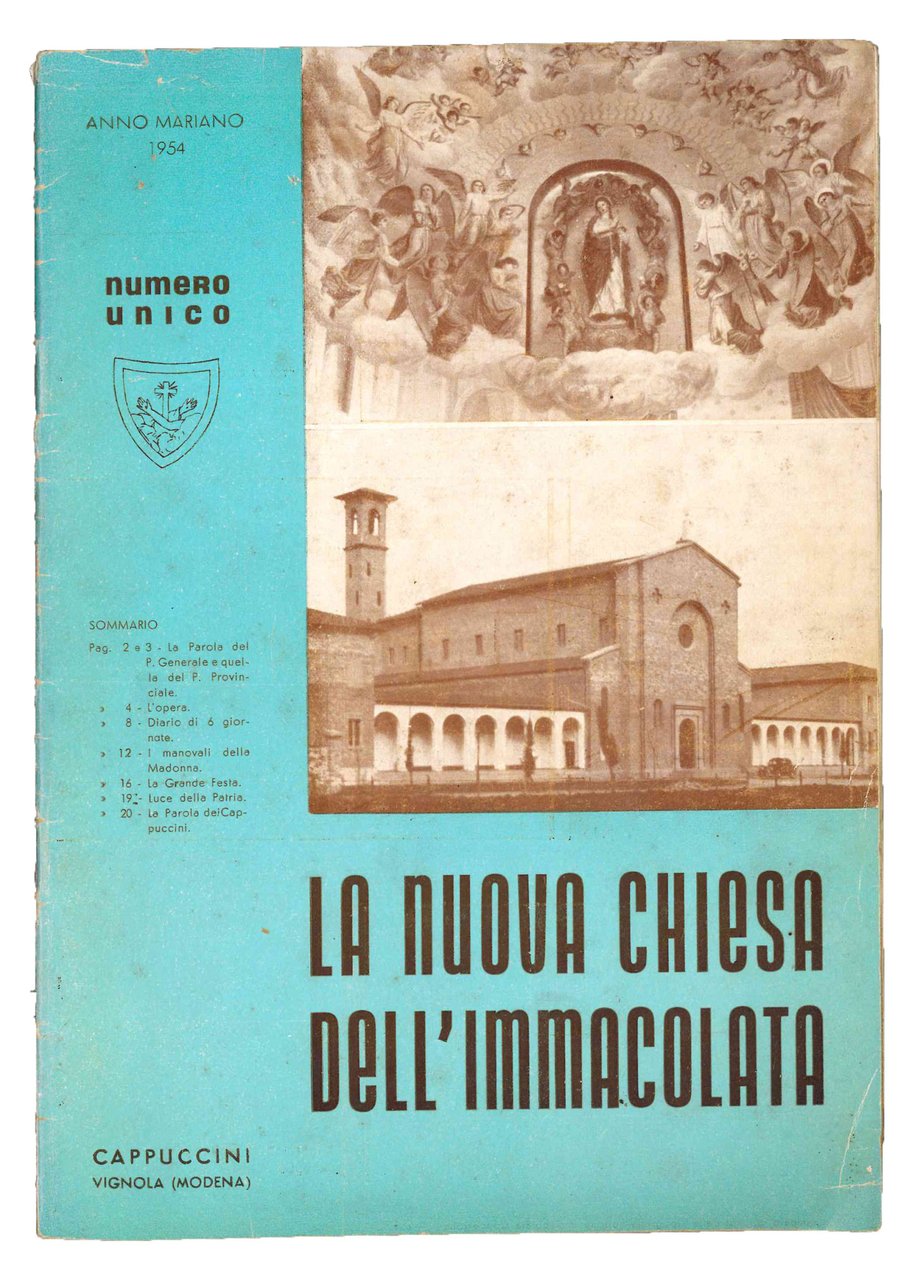 ANNO MARIANO
1954
numero
unico
SOMMARIO
Pag. 2 e 3 - La Parola del
P. Generale e quel-
la del P. Provin-
ciale.
» 4 - L'opera.
» 8 - Diario di 6 gior-
nate.
» 12 - I manovali della
Madonna.
» 16 - La Grande Festa.
» 19 - Luce della Patria.
» 20 - La Parola dei Cap-
puccini.
LA NUOVA CHIESA
DELL'IMMACOLATA
CAPPUCCINI
VIGNOLA (MODENA)